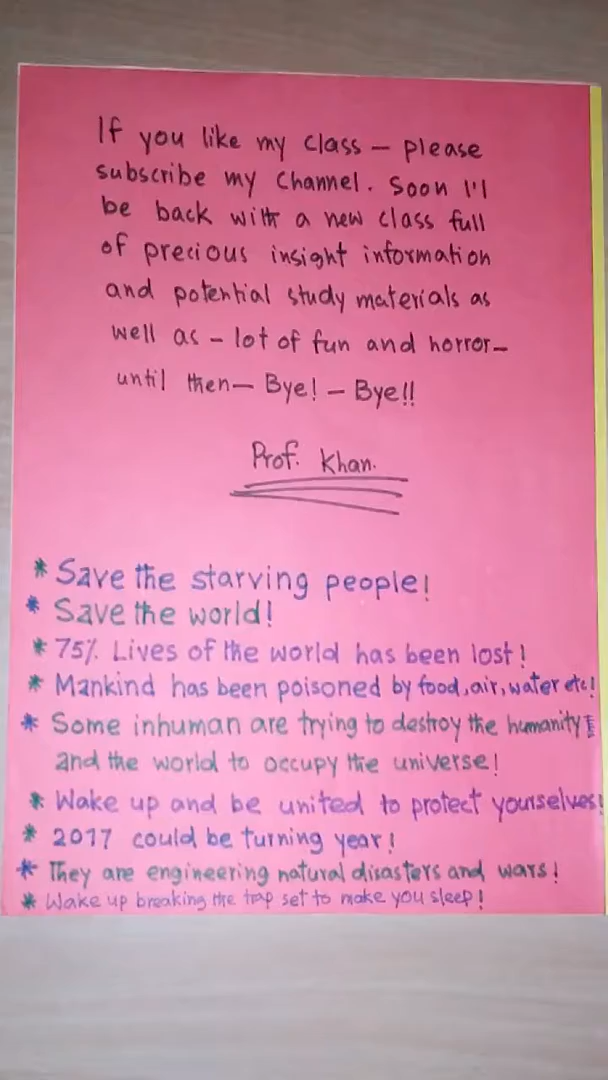 If you like my class — please
subscribe my Channel. Soon I'll
be back with a new class full
of precious insight information
and potential study materials as
well as – lot of fun and horror–
until then— Bye! – Bye!!
Prof. Khan.
* Save the starving people!
* Save the world!
* 75% Lives of the world has been lost!
* Mankind has been poisoned by food, air, water etc!
* Some inhuman are trying to destroy the humanity
and the world to occupy the universe!
* Wake up and be united to protect yourselves!
* 2017 could be turning year!
* They are engineering natural disasters and wars!
* Wake up breaking the trap set to make you sleep!